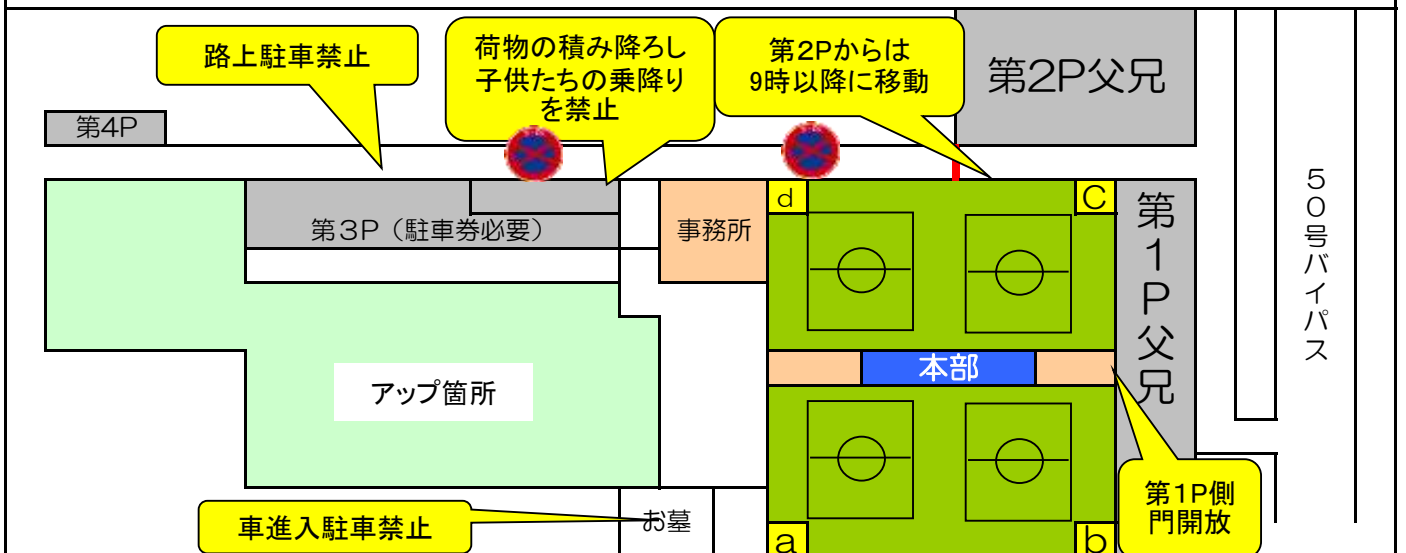 路上駐車禁止
荷物の積み降ろし
子供たちの乗降り
を禁止
第2Pからは
9時以降に移動
第2P父兄
第4P
第3P（駐車券必要）
事務所
d
C
第1P父兄
50号バイパス
本部
アップ箇所
第1P側
門開放
車進入駐車禁止
お墓
a
b